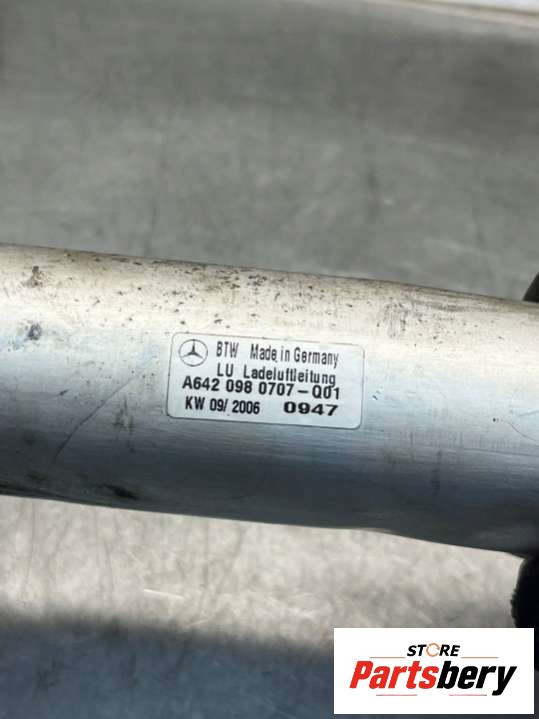 BTW Made in Germany
LU Ladeluftleitung
A642 098 0707-Q01
KW 09/2006 0947
STORE
Partsbery